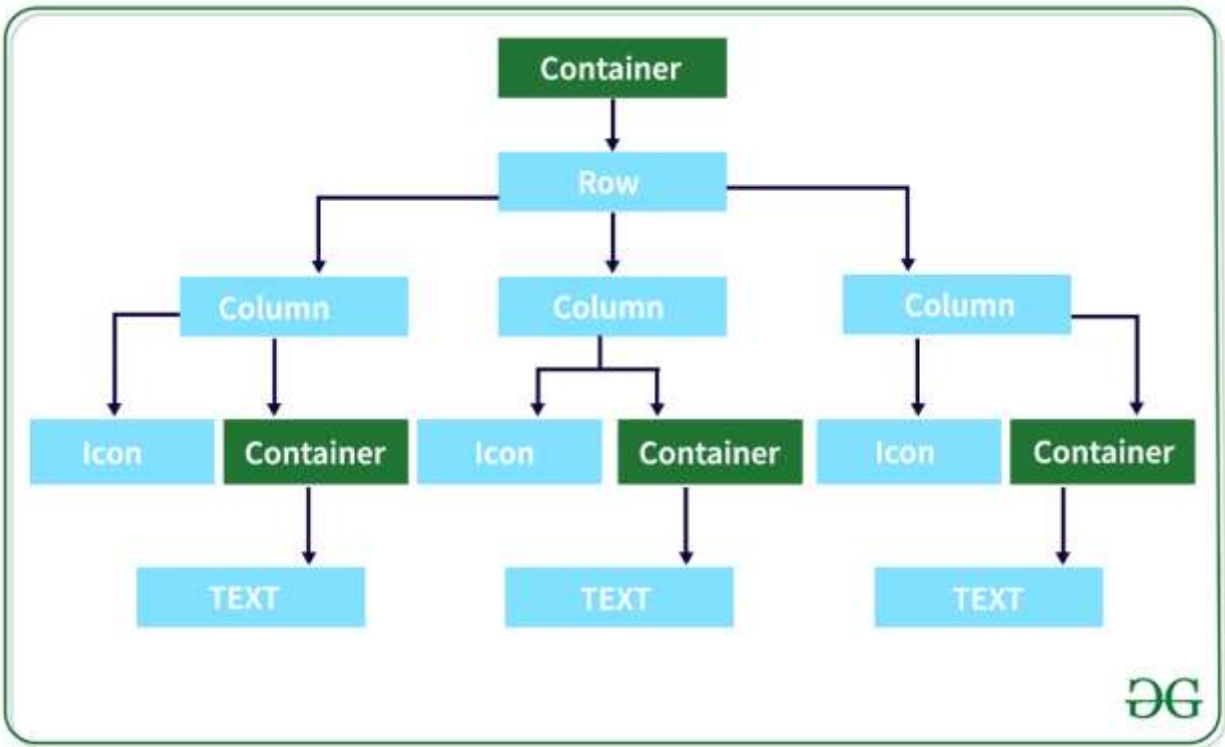 Container
Row
Column
Column
Column
Icon
Container
Icon
Container
Icon
Container
TEXT
TEXT
TEXT